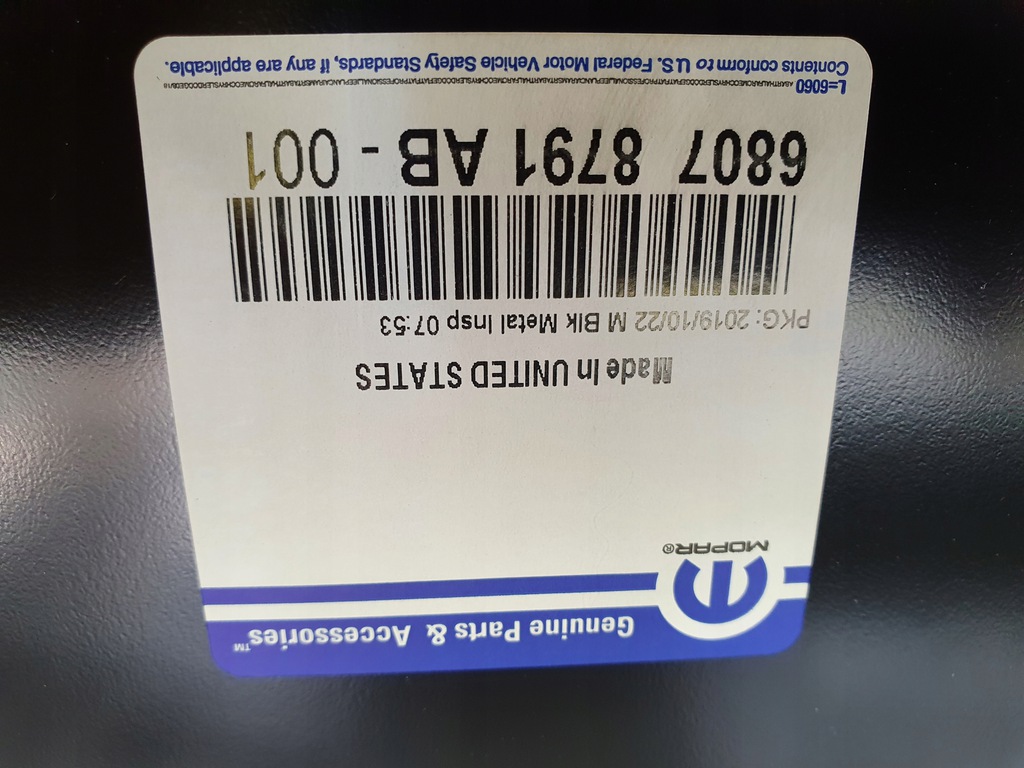 Genuine Parts & Accessories™
MOPAR®
Made In UNITED STATES
PKG: 2019/10/22 M Blk Metal Insp 07:53
6807 8791 AB - 001
L=6060
Contents conform to U.S. Federal Motor Vehicle Safety Standards, if any are applicable.